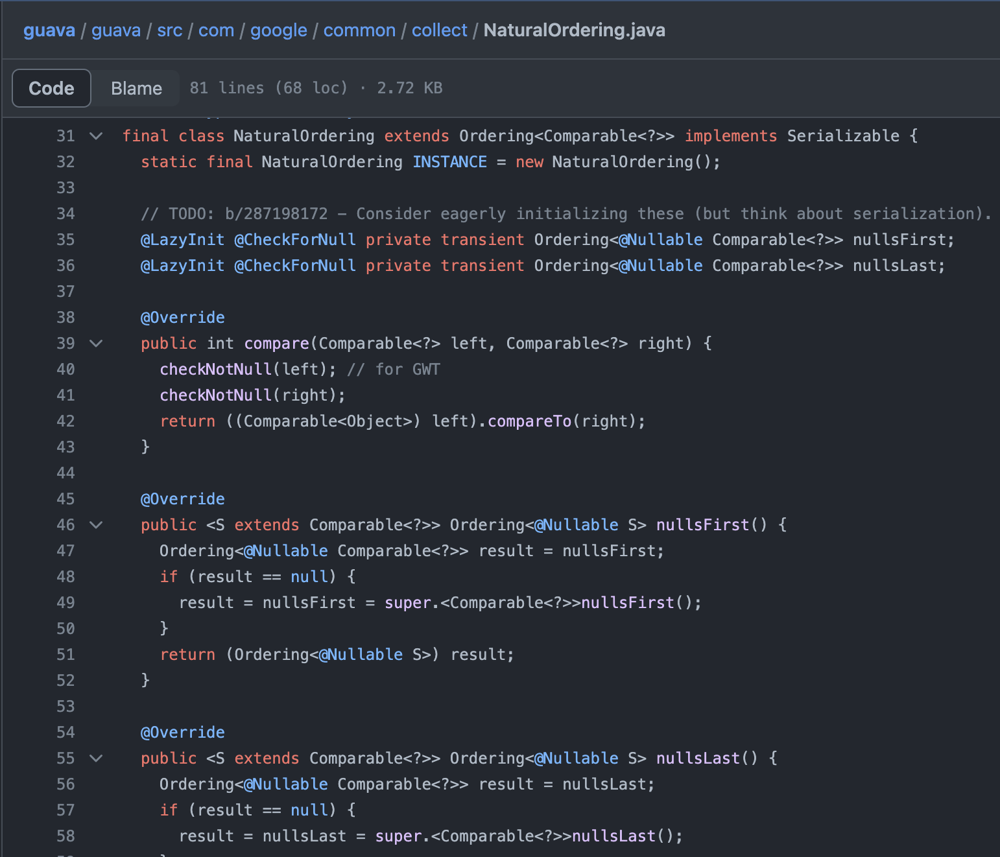 guava / guava / src / com / google / common / collect / NaturalOrdering.java
Code Blame 81 lines (68 loc) · 2.72 KB
31 final class NaturalOrdering extends Ordering<Comparable<?>> implements Serializable {
32 static final NaturalOrdering INSTANCE = new NaturalOrdering();
33
34 // TODO: b/287198172 – Consider eagerly initializing these (but think about serialization).
35 @LazyInit @CheckForNull private transient Ordering<@Nullable Comparable<?>> nullsFirst;
36 @LazyInit @CheckForNull private transient Ordering<@Nullable Comparable<?>> nullsLast;
37
38 @Override
39 public int compare(Comparable<?> left, Comparable<?> right) {
40 checkNotNull(left); // for GWT
41 checkNotNull(right);
42 return ((Comparable<Object>) left).compareTo(right);
43 }
44
45 @Override
46 public <S extends Comparable<?>> Ordering<@Nullable S> nullsFirst() {
47 Ordering<@Nullable Comparable<?>> result = nullsFirst;
48 if (result == null) {
49 result = nullsFirst = super.<Comparable<?>>nullsFirst();
50 }
51 return (Ordering<@Nullable S>) result;
52 }
53
54 @Override
55 public <S extends Comparable<?>> Ordering<@Nullable S> nullsLast() {
56 Ordering<@Nullable Comparable<?>> result = nullsLast;
57 if (result == null) {
58 result = nullsLast = super.<Comparable<?>>nullsLast();